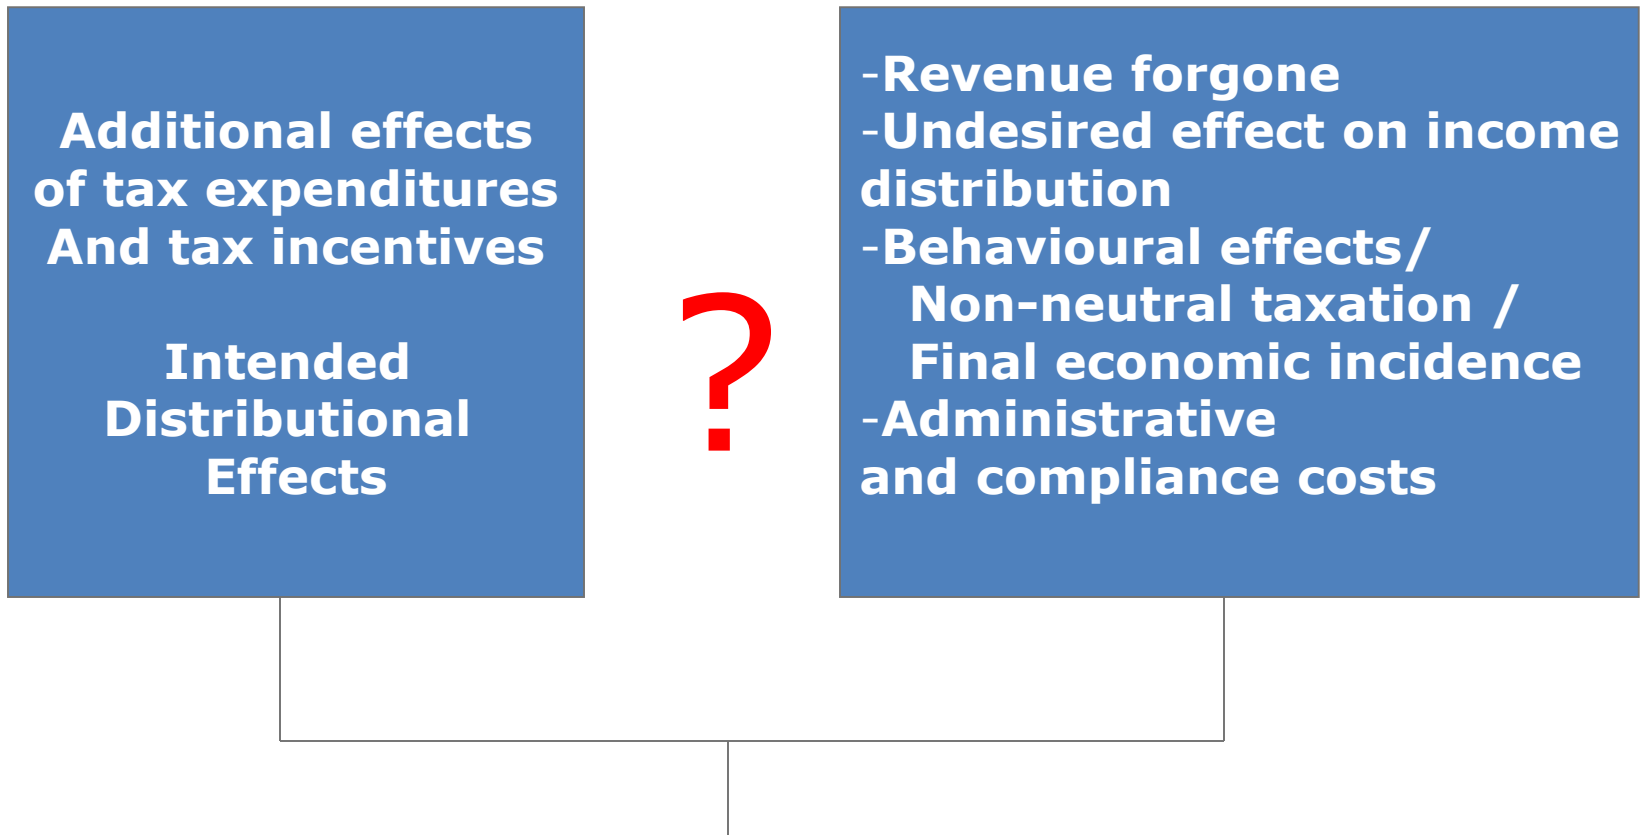 Additional effects
of tax expenditures
And tax incentives
Intended
Distributional
Effects
?
-Revenue forgone
-Undesired effect on income
distribution
-Behavioural effects/
Non-neutral taxation /
Final economic incidence
-Administrative
and compliance costs